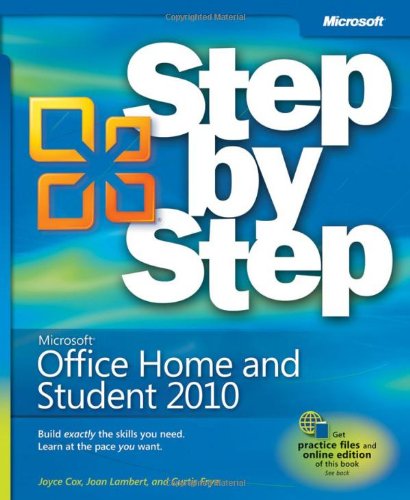 Microsoft
Step
by
Step
Microsoft®
Office Home and
Student 2010
Build exactly the skills you need.
Learn at the pace you want.
Get
practice files and
online edition
of this book
See back
Joyce Cox, Joan Lambert, and Curtis Frye